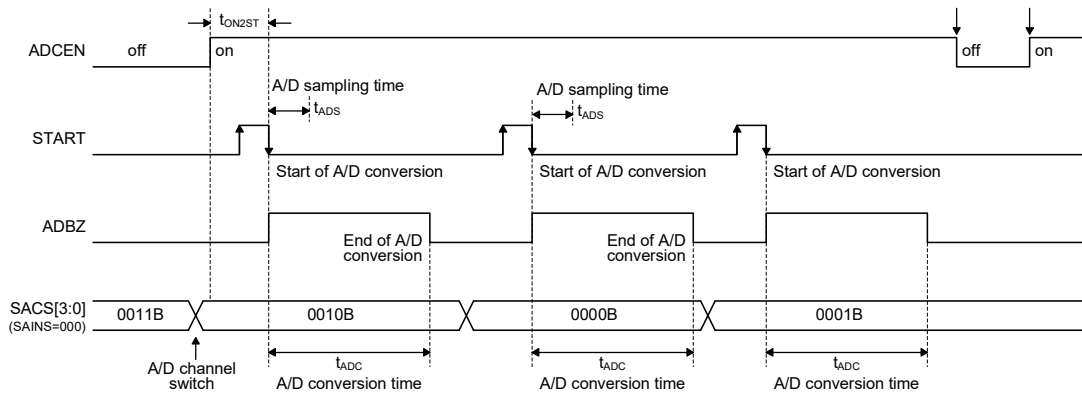 tON2ST
ADCEN
off
on
off
on
A/D sampling time
A/D sampling time
tADS
tADS
START
Start of A/D conversion
Start of A/D conversion
Start of A/D conversion
ADBZ
End of A/D
conversion
End of A/D
conversion
SACS[3:0]
(SAINS=000)
0011B
0010B
0000B
0001B
A/D channel
switch
tADC
A/D conversion time
tADC
A/D conversion time
tADC
A/D conversion time